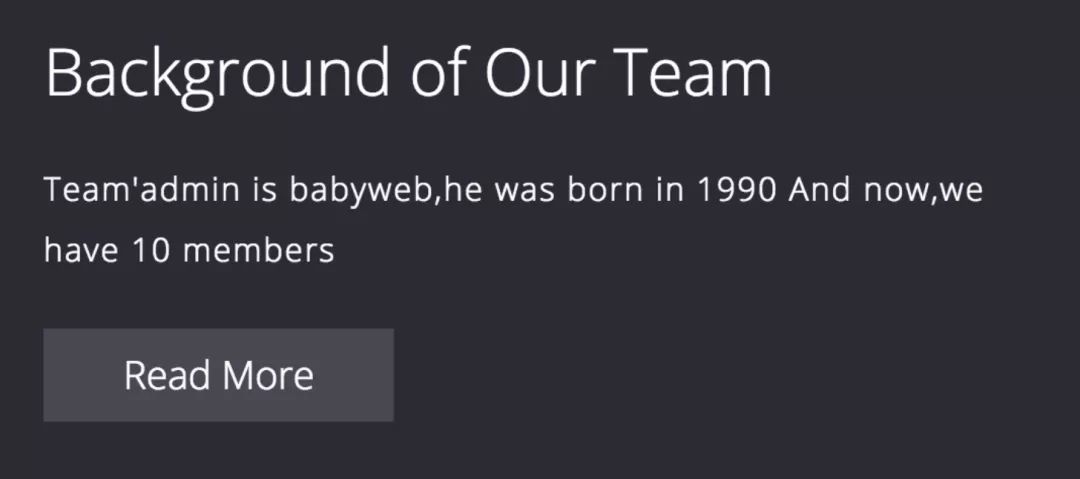 Background of Our Team
Team'admin is babyweb,he was born in 1990 And now,we
have 10 members
Read More